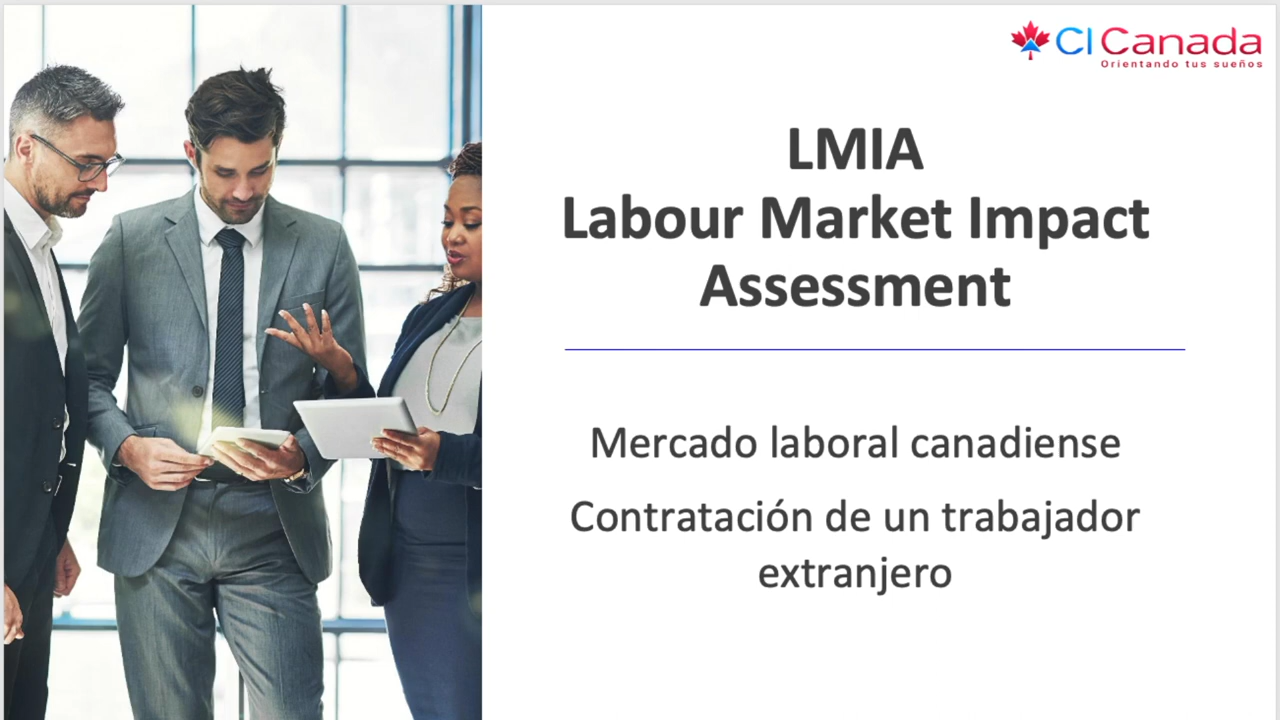 CI Canada
Orientando tus sueños
LMIA
Labour Market Impact
Assessment
Mercado laboral canadiense
Contratación de un trabajador
extranjero